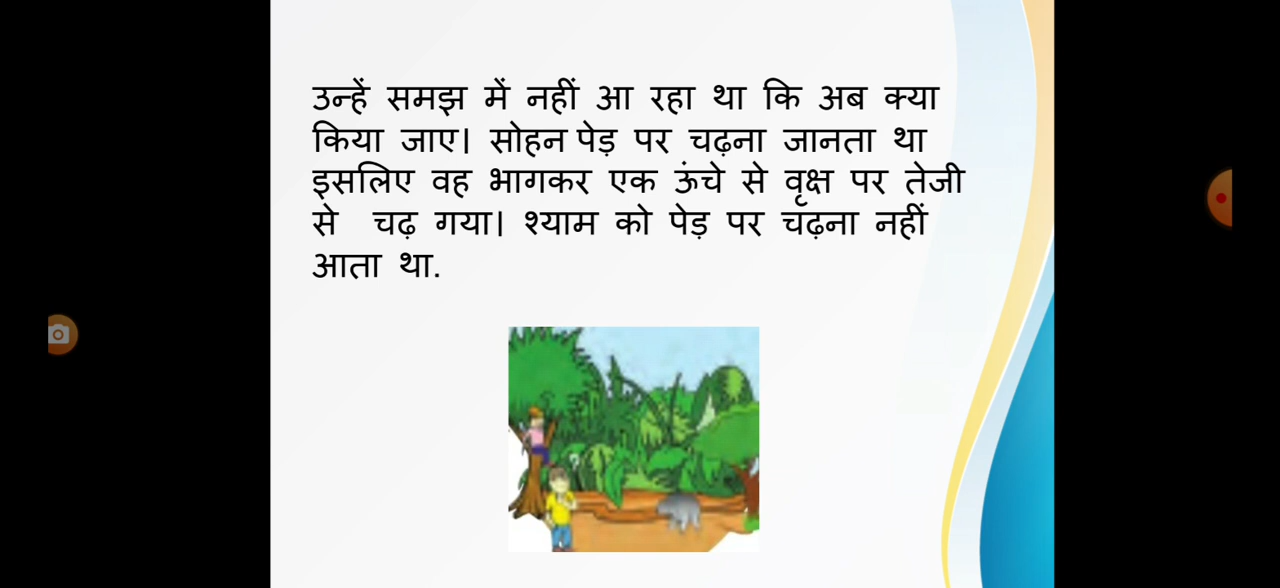 उन्हें समझ में नहीं आ रहा था कि अब क्या
किया जाए। सोहन पेड़ पर चढ़ना जानता था
इसलिए वह भागकर एक ऊंचे से वृक्ष पर तेजी
से चढ़ गया। श्याम को पेड़ पर चढ़ना नहीं
आता था.